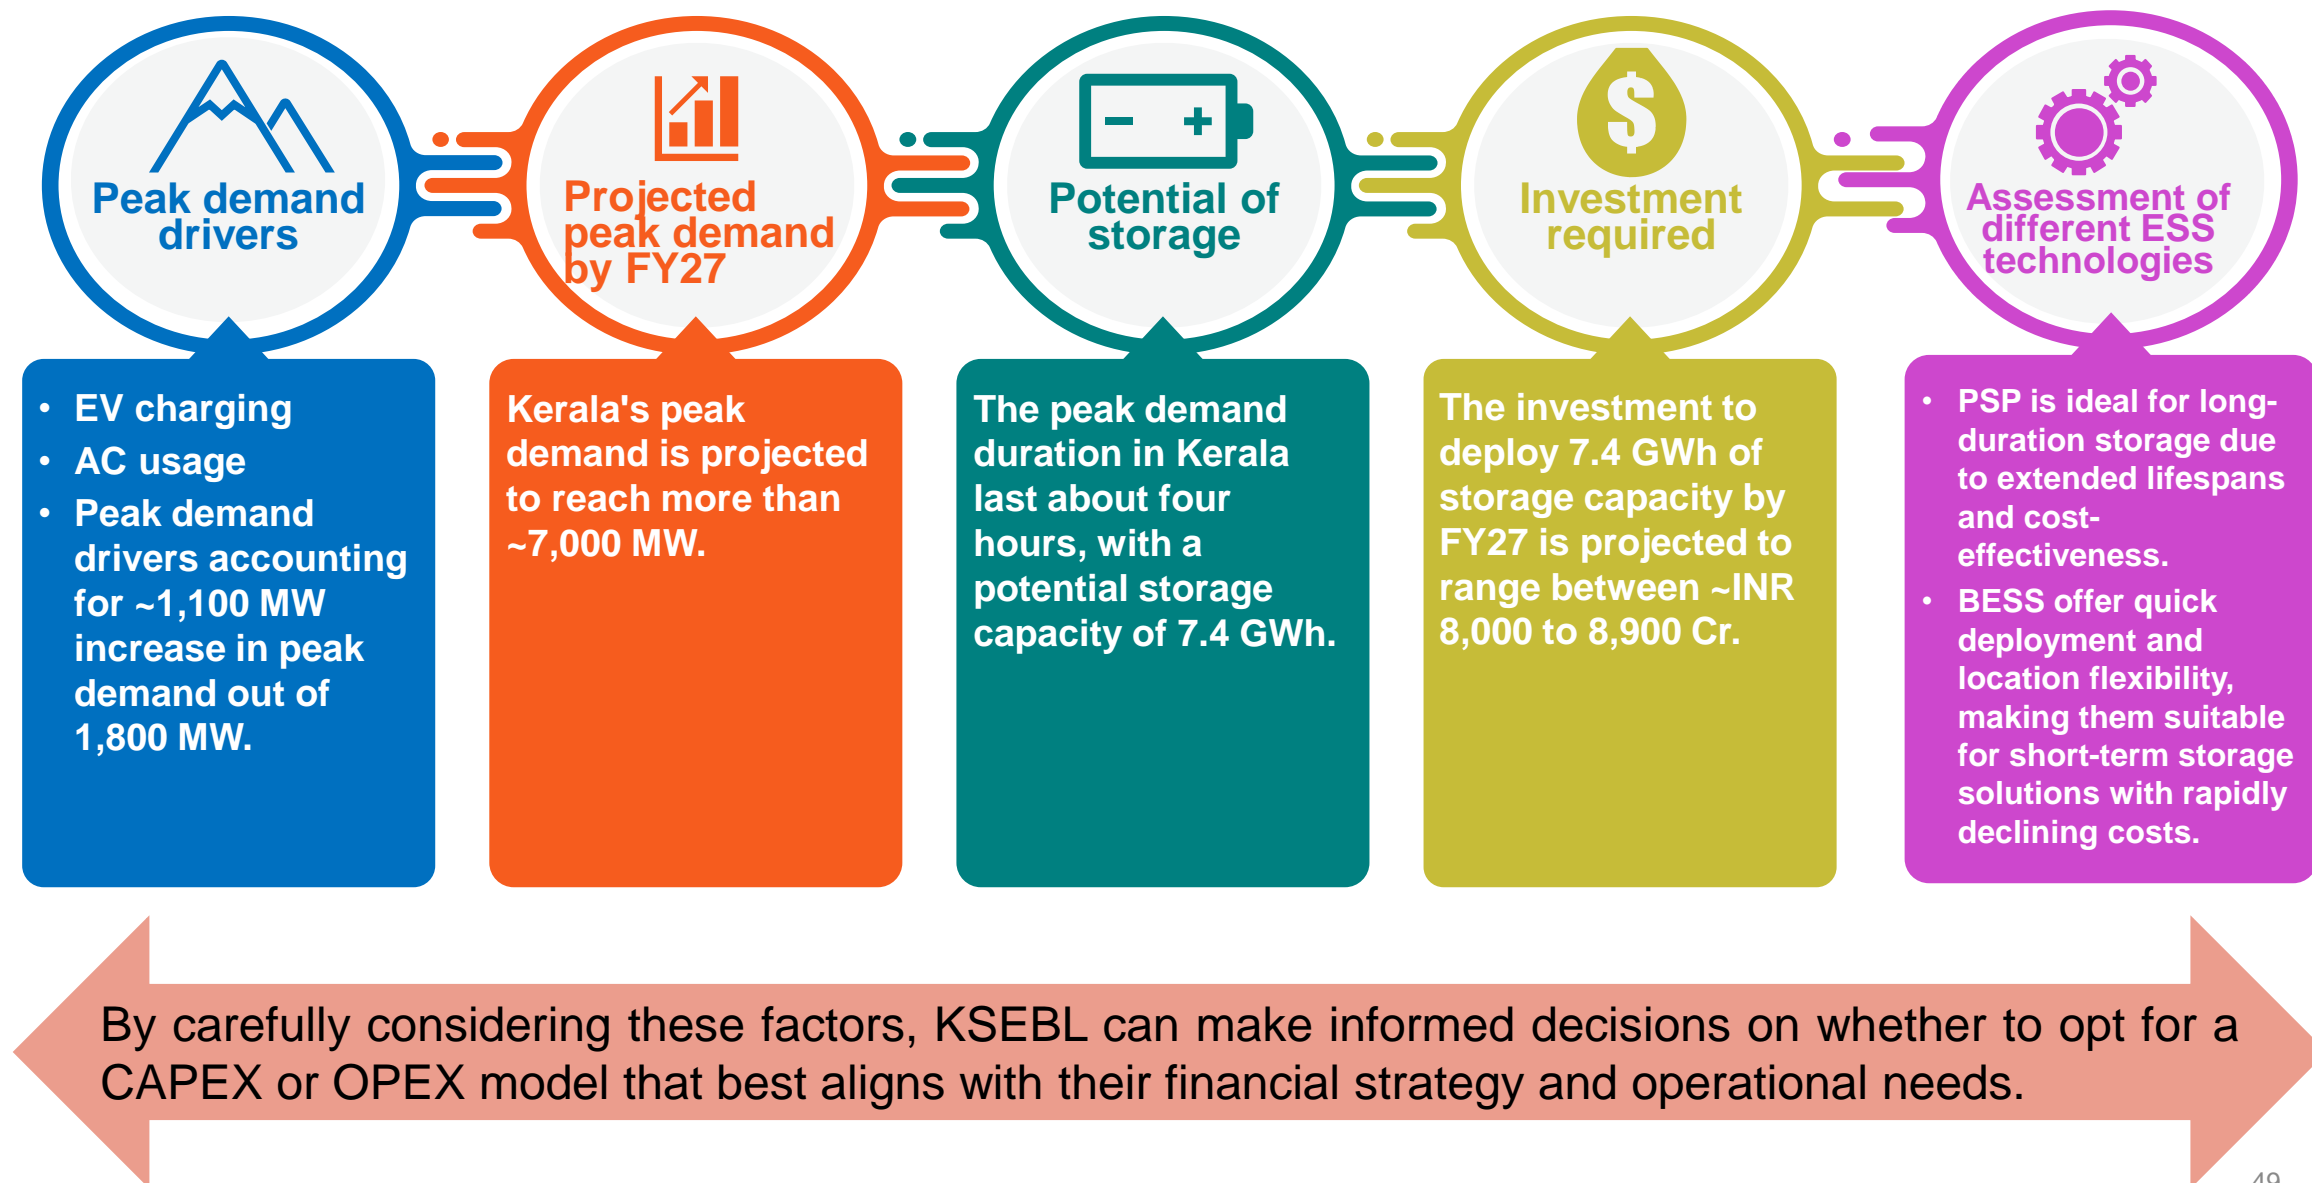 Peak demand
drivers
Projected
peak demand
by FY27
Potential of
storage
Investment
required
Assessment of
different ESS
technologies
• EV charging
• AC usage
• Peak demand
drivers accounting
for ~1,100 MW
increase in peak
demand out of
1,800 MW.
Kerala's peak
demand is projected
to reach more than
~7,000 MW.
The peak demand
duration in Kerala
last about four
hours, with a
potential storage
capacity of 7.4 GWh.
The investment to
deploy 7.4 GWh of
storage capacity by
FY27 is projected to
range between ~INR
8,000 to 8,900 Cr.
• PSP is ideal for long-
duration storage due
to extended lifespans
and cost-
effectiveness.
• BESS offer quick
deployment and
location flexibility,
making them suitable
for short-term storage
solutions with rapidly
declining costs.
By carefully considering these factors, KSEBL can make informed decisions on whether to opt for a
CAPEX or OPEX model that best aligns with their financial strategy and operational needs.
49